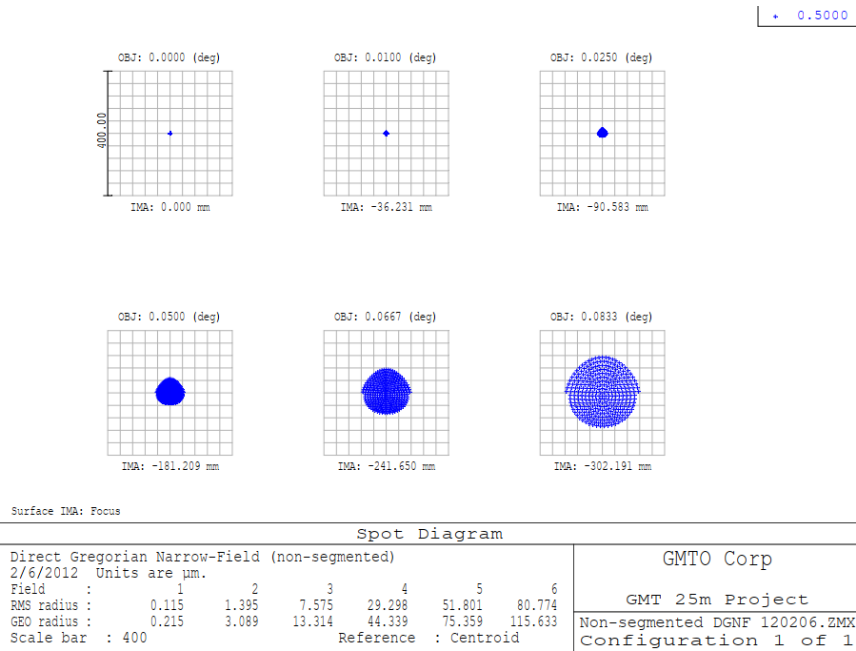 + 0.5000
OBJ: 0.0000 (deg) OBJ: 0.0100 (deg) OBJ: 0.0250 (deg)
400.00
IMA: 0.000 mm IMA: -36.231 mm IMA: -90.583 mm
OBJ: 0.0500 (deg) OBJ: 0.0667 (deg) OBJ: 0.0833 (deg)
IMA: -181.209 mm IMA: -241.650 mm IMA: -302.191 mm
Surface IMA: Focus
Spot Diagram
Direct Gregorian Narrow-Field (non-segmented)
2/6/2012 Units are µm.
Field : 1 2 3 4 5 6
RMS radius : 0.115 1.395 7.575 29.298 51.801 80.774
GEO radius : 0.215 3.089 13.314 44.339 75.359 115.633
Scale bar : 400 Reference : Centroid
GMTO Corp
GMT 25m Project
Non-segmented DGNF 120206.ZMX
Configuration 1 of 1